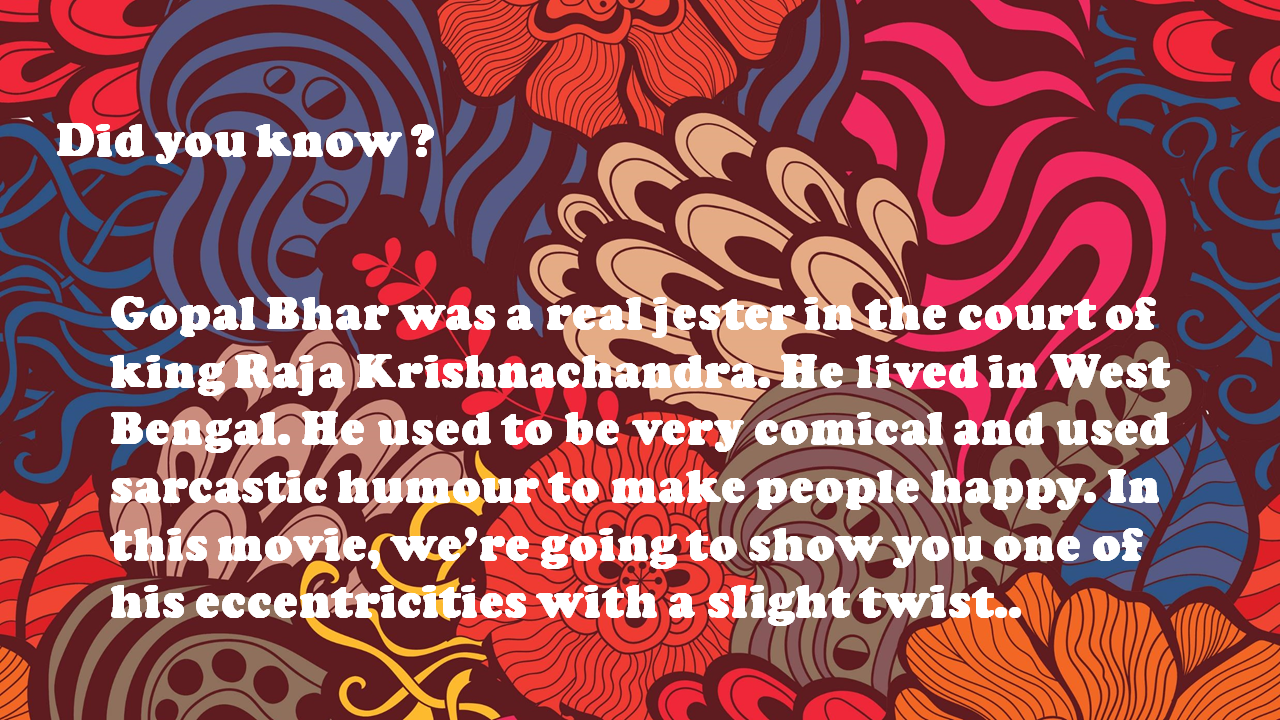 Did you know ?
Gopal Bhar was a real jester in the court of
king Raja Krishnachandra. He lived in West
Bengal. He used to be very comical and used
sarcastic humour to make people happy. In
this movie, we’re going to show you one of
his eccentricities with a slight twist..